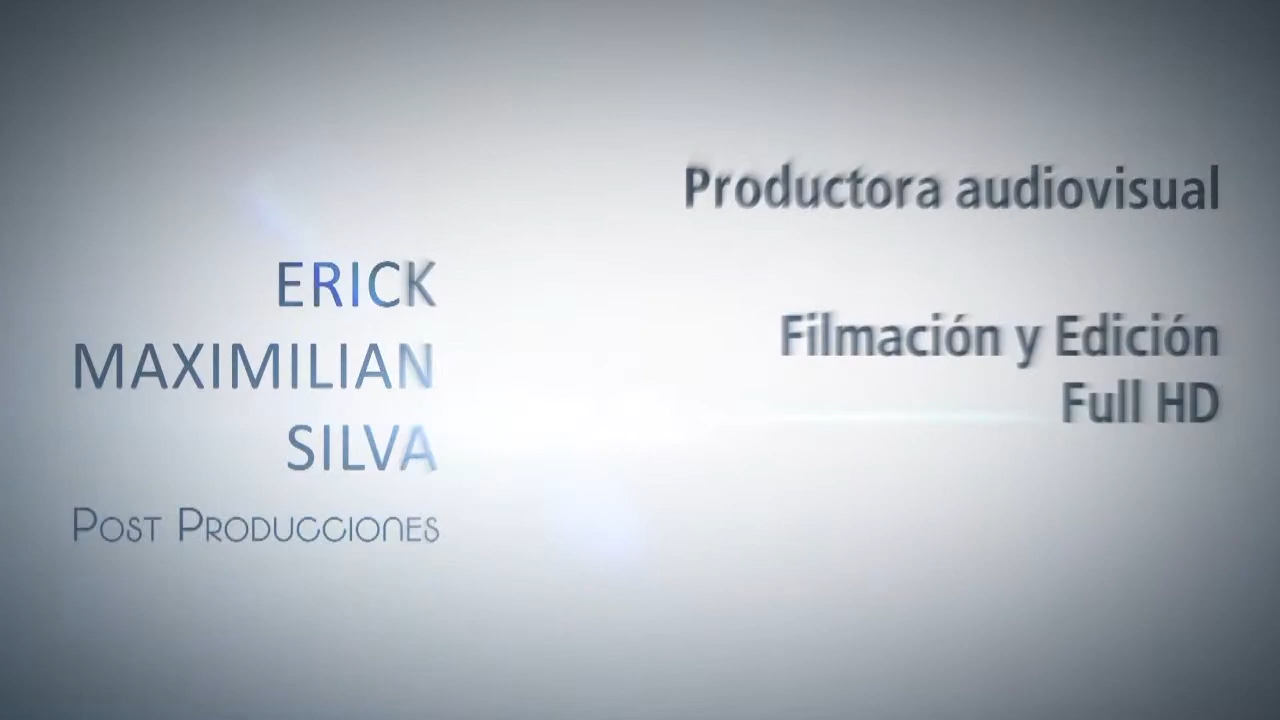 ERICK
MAXIMILIAN
SILVA
POST PRODUCCIONES
Productora audiovisual
Filmación y Edición
Full HD